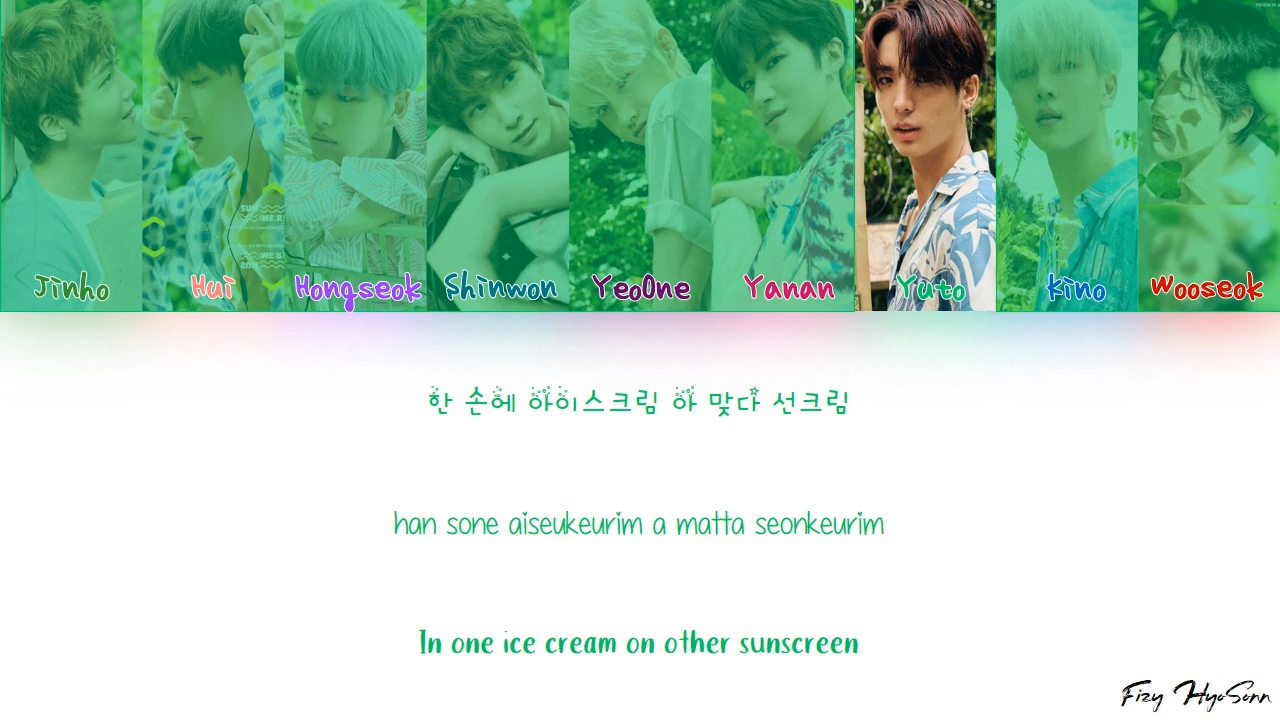 Jinho Hui Hongseok Shinwon YeoOne Yanan Yuto kino Wooseok
한 손에 아이스크림 아 맞다 선크림
han sone aiseukeurim a matta seonkeurim
In one ice cream on other sunscreen
Fizy HyoSonn